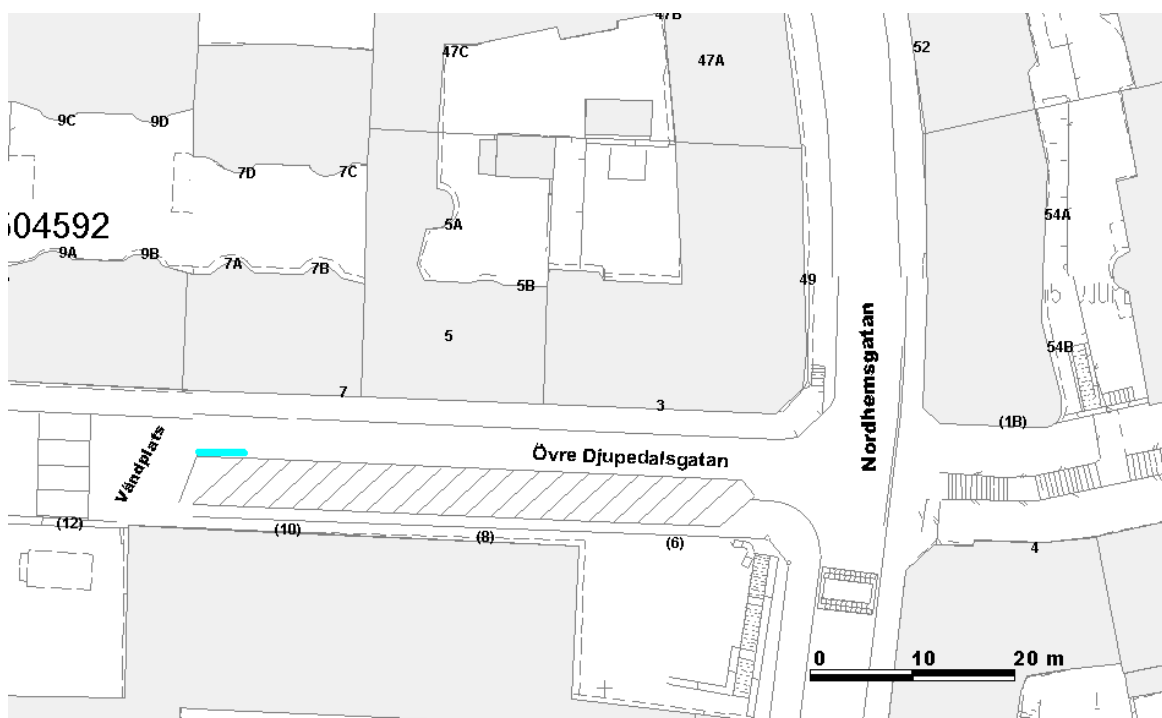 47B
47C
47A
52
9C
9D
7D
7C
54A
504592
5A
9A
9B
7A
7B
5B
49
5
54B
7
3
(1B)
Nordhemsgatan
Vändplats
Övre Djupedalsgatan
(12)
(10)
(8)
(6)
4
0 10 20 m